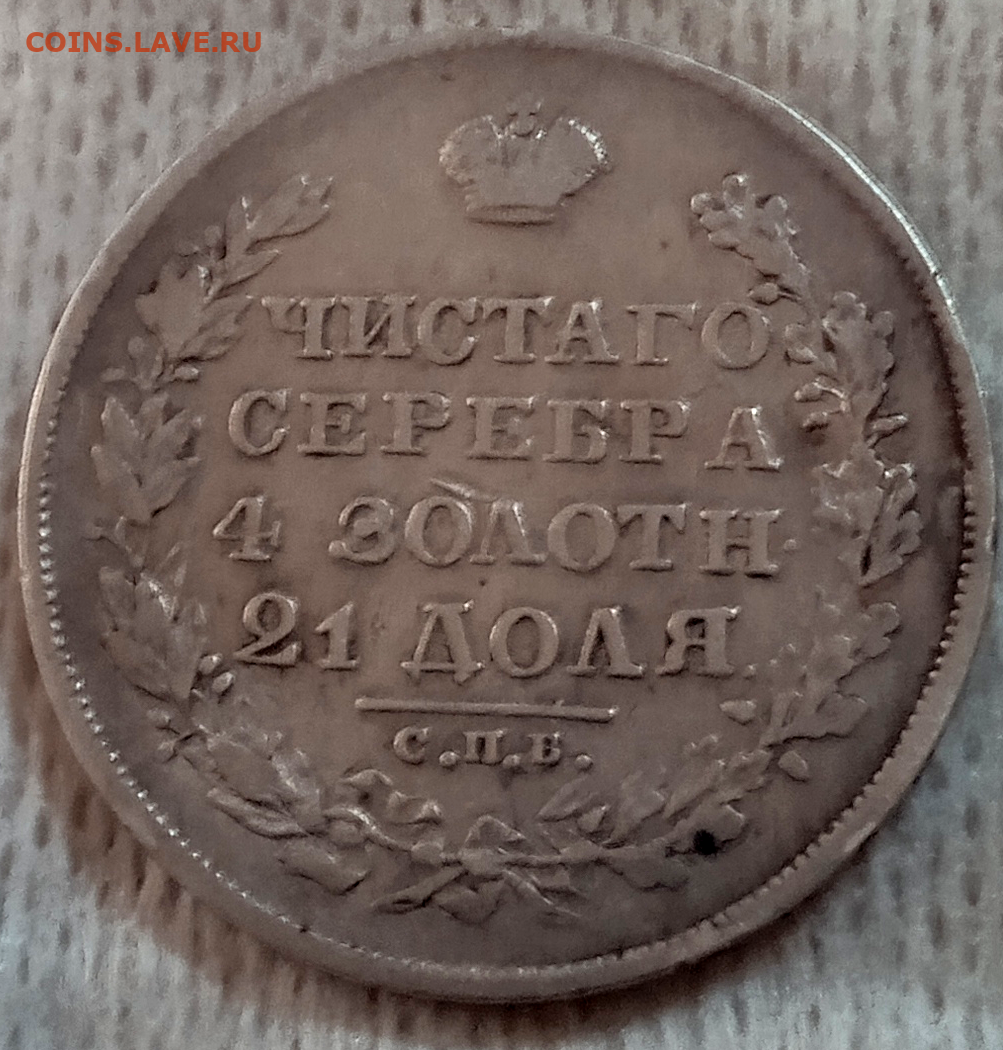 COINS.LAVE.RU
ЧИСТАГО
СЕРЕБРА
4 ЗОЛОТН·
21 ДОЛЯ
С.П.Б.